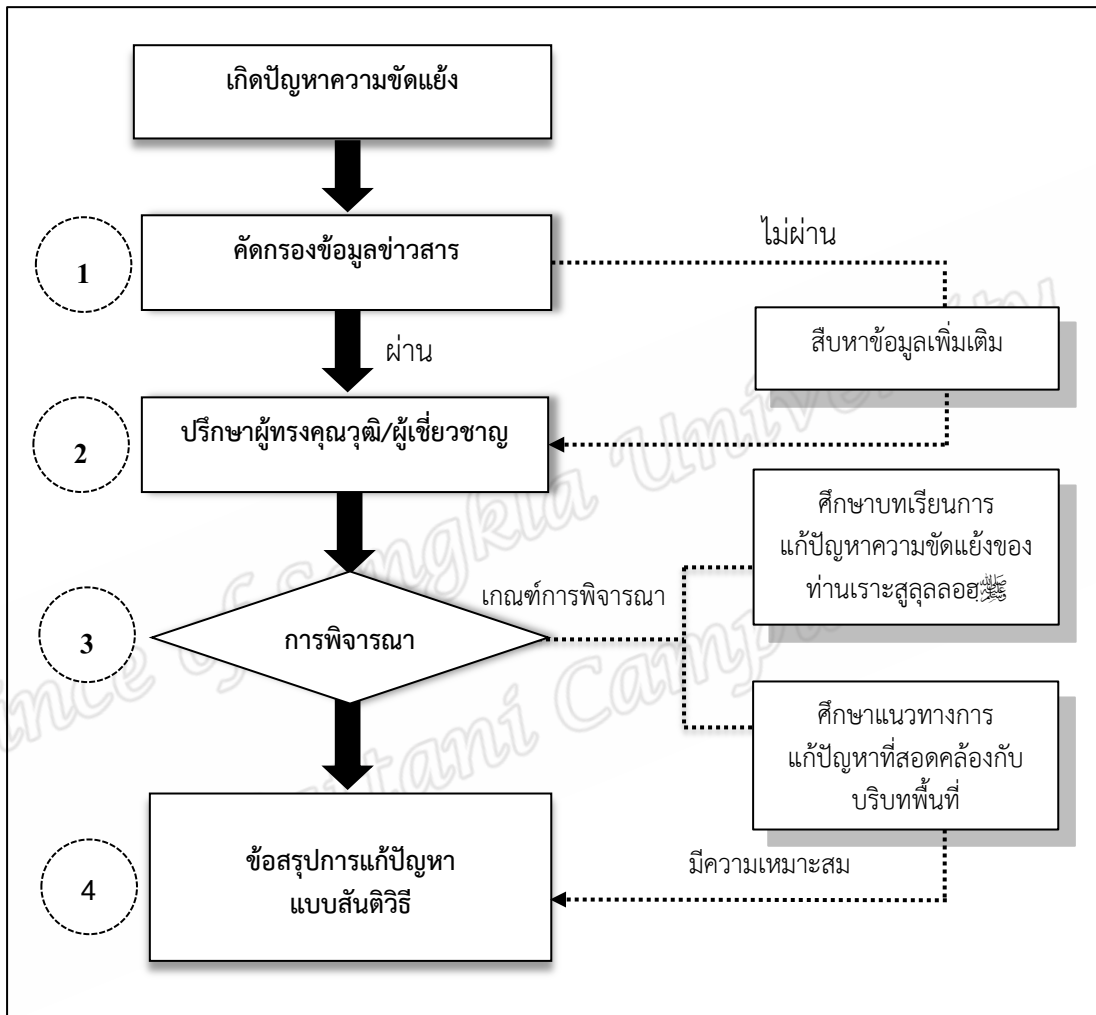 เกิดปัญหาความขัดแย้ง
1
คัดกรองข้อมูลข่าวสาร
ไม่ผ่าน
สืบหาข้อมูลเพิ่มเติม
ผ่าน
2
ปรึกษาผู้ทรงคุณวุฒิ/ผู้เชี่ยวชาญ
ศึกษาบทเรียนการ
แก้ปัญหาความขัดแย้งของ
ท่านเราะสูลุลลอฮฺﷺ
3
การพิจารณา
เกณฑ์การพิจารณา
ศึกษาแนวทางการ
แก้ปัญหาที่สอดคล้องกับ
บริบทพื้นที่
มีความเหมาะสม
4
ข้อสรุปการแก้ปัญหา
แบบสันติวิธี